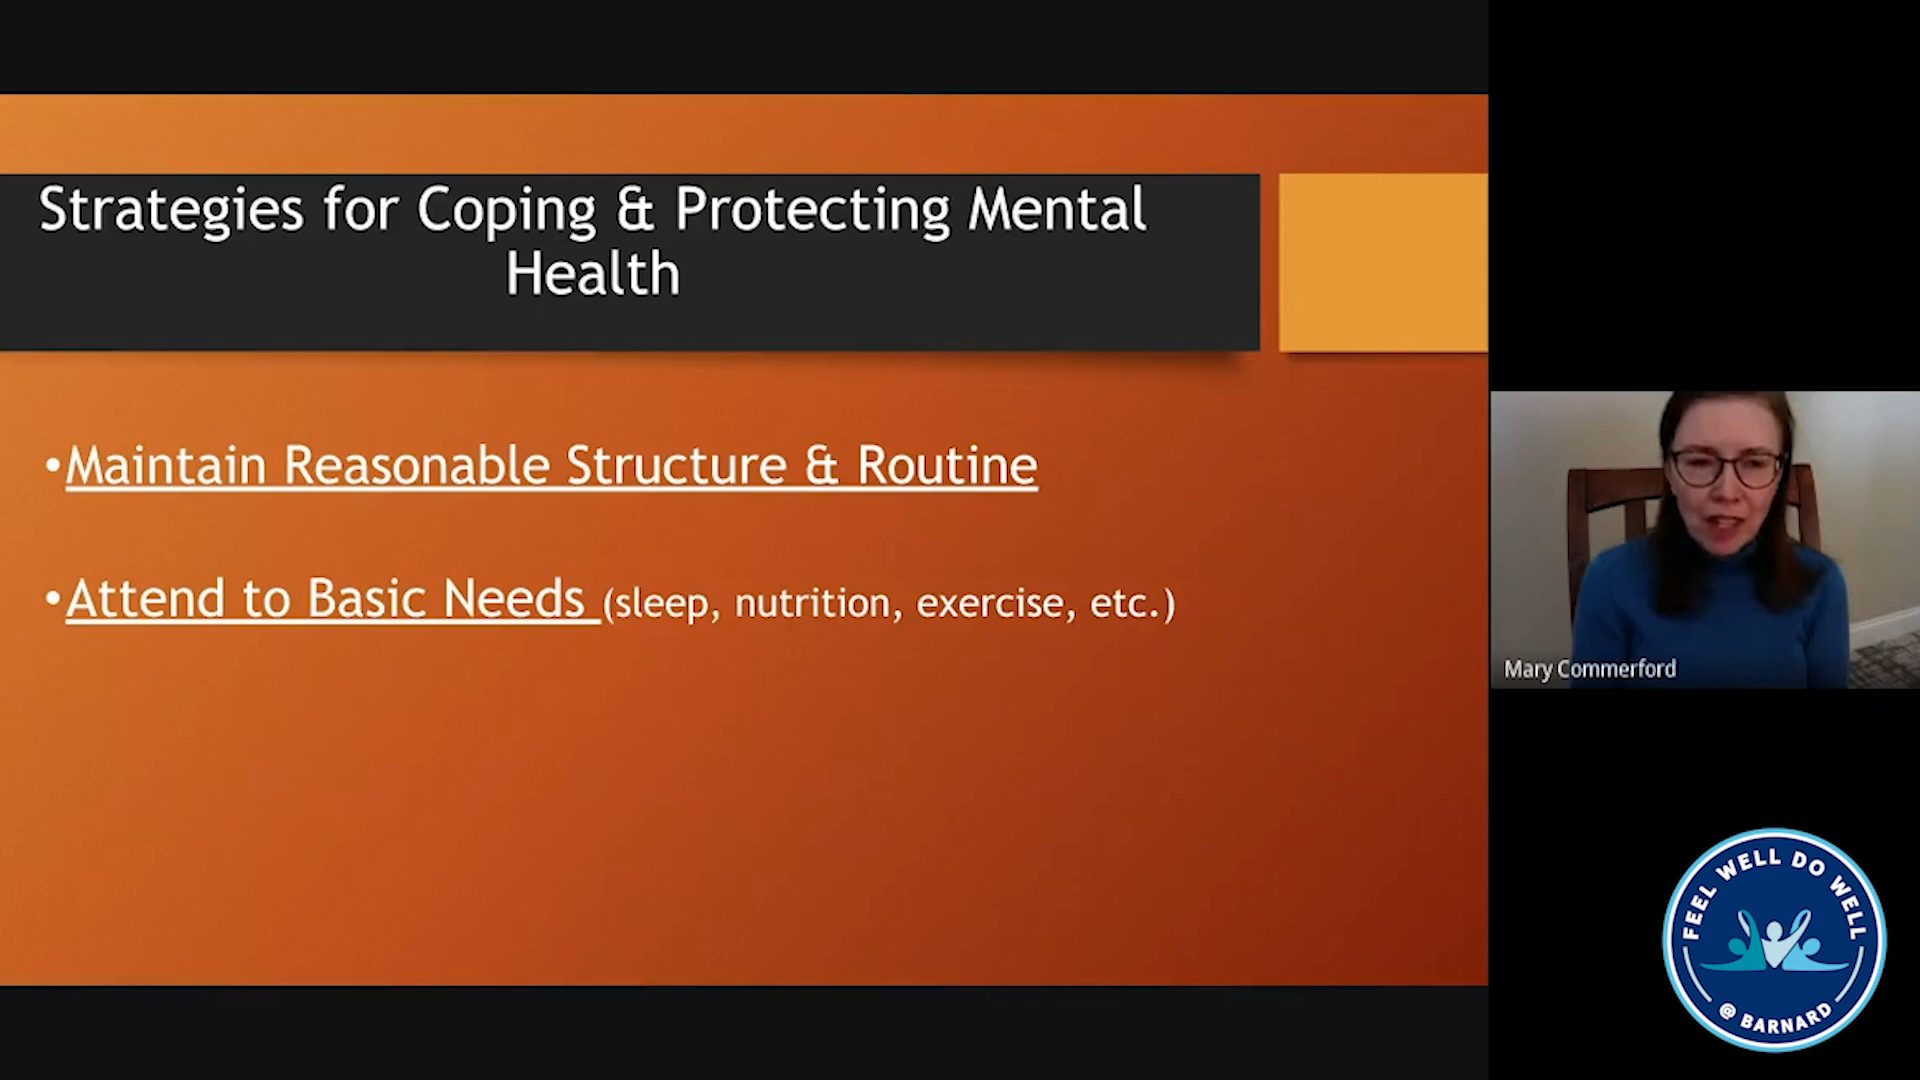 Strategies for Coping & Protecting Mental
Health
•Maintain Reasonable Structure & Routine
•Attend to Basic Needs (sleep, nutrition, exercise, etc.)
Mary Commerford
FEEL WELL DO WELL
@ BARNARD